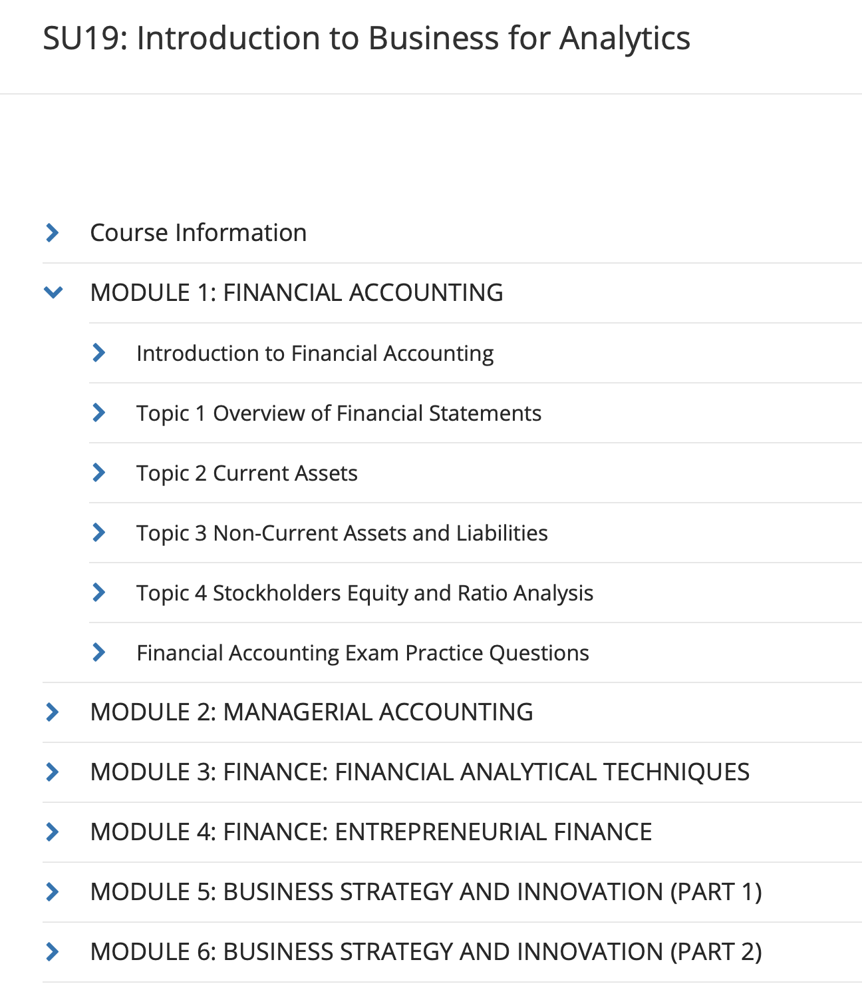 SU19: Introduction to Business for Analytics
Course Information
MODULE 1: FINANCIAL ACCOUNTING
Introduction to Financial Accounting
Topic 1 Overview of Financial Statements
Topic 2 Current Assets
Topic 3 Non-Current Assets and Liabilities
Topic 4 Stockholders Equity and Ratio Analysis
Financial Accounting Exam Practice Questions
MODULE 2: MANAGERIAL ACCOUNTING
MODULE 3: FINANCE: FINANCIAL ANALYTICAL TECHNIQUES
MODULE 4: FINANCE: ENTREPRENEURIAL FINANCE
MODULE 5: BUSINESS STRATEGY AND INNOVATION (PART 1)
MODULE 6: BUSINESS STRATEGY AND INNOVATION (PART 2)